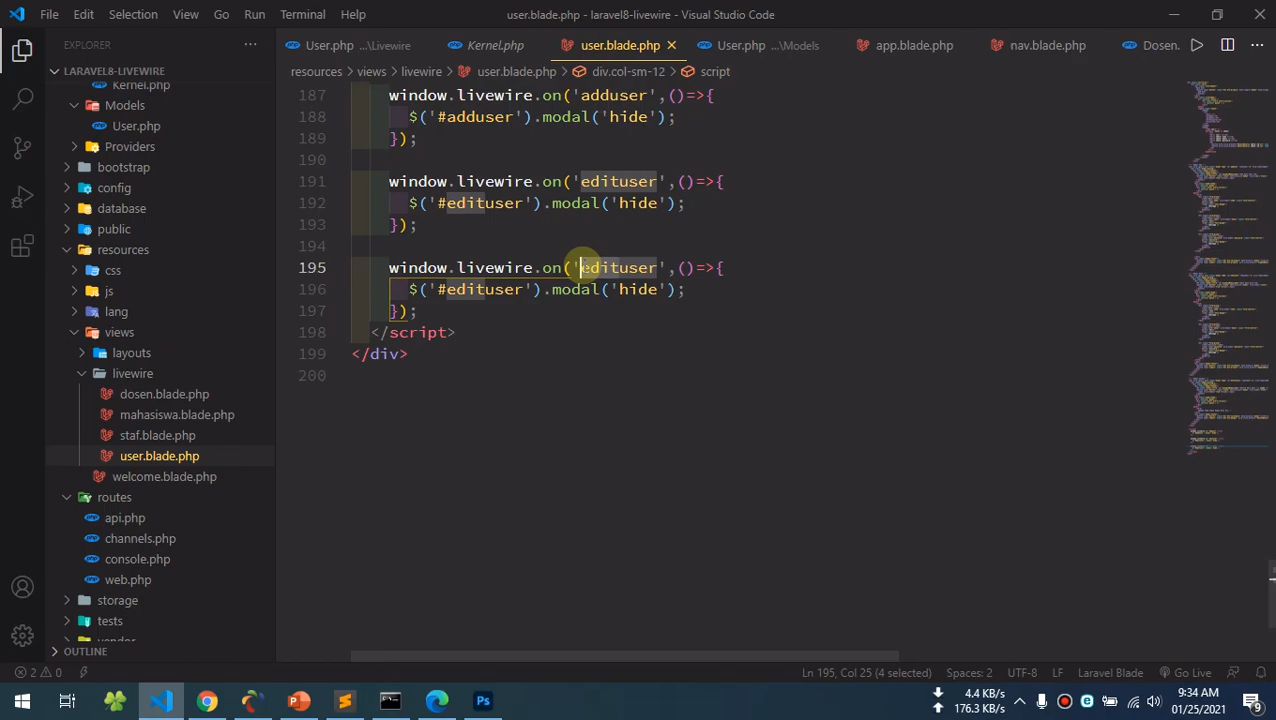 File Edit Selection View Go Run Terminal Help
user.blade.php - laravel8-livewire - Visual Studio Code
EXPLORER
User.php ...\Livewire Kernel.php user.blade.php User.php ...\Models app.blade.php nav.blade.php Dosen.
LARAVEL8-LIVEWIRE
resources > views > livewire > user.blade.php > div.col-sm-12 > script
Kernel.php
Models
User.php
Providers
bootstrap
config
database
public
resources
css
js
lang
views
layouts
livewire
dosen.blade.php
mahasiswa.blade.php
staf.blade.php
user.blade.php
welcome.blade.php
routes
api.php
channels.php
console.php
web.php
storage
tests
vendor
OUTLINE
187 window.livewire.on('adduser',()=>{
188 $('#adduser').modal('hide');
189 });
190
191 window.livewire.on('edituser',()=>{
192 $('#edituser').modal('hide');
193 });
194
195 window.livewire.on('edituser',()=>{
196 $('#edituser').modal('hide');
197 });
198 </script>
199 </div>
200
2 0 Ln 195, Col 25 (4 selected) Spaces: 2 UTF-8 LF Laravel Blade Go Live
4.4 KB/s
176.3 KB/s
9:34 AM
01/25/2021
9